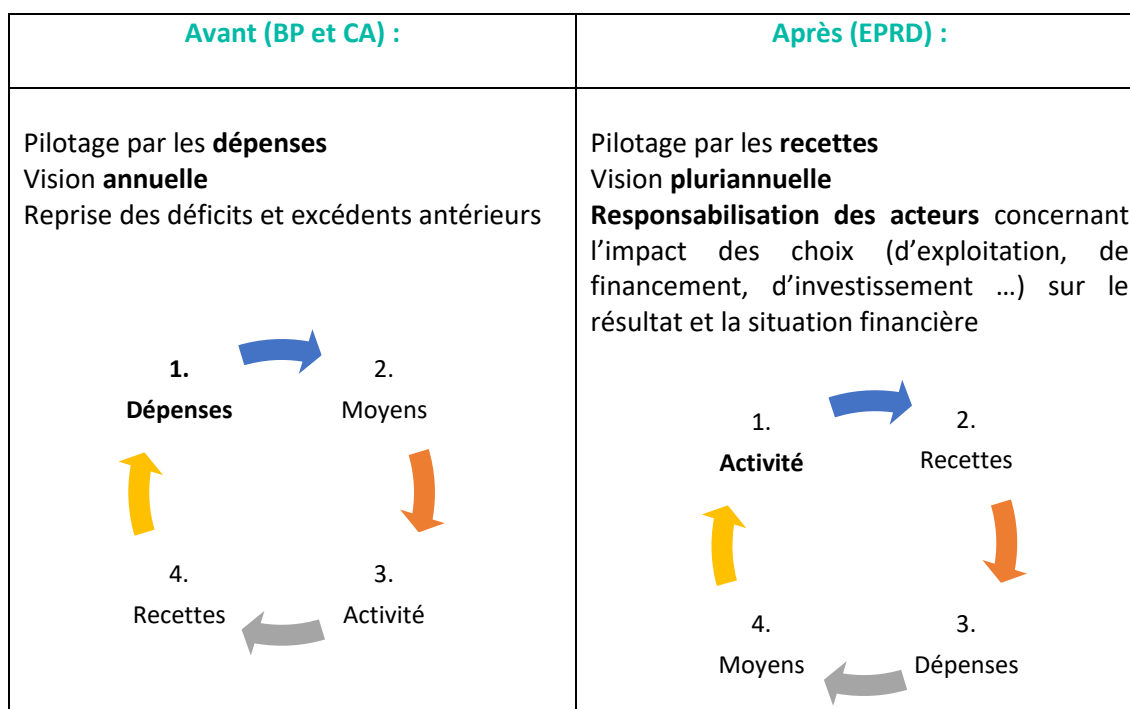 Avant (BP et CA) :
Après (EPRD) :
Pilotage par les dépenses
Vision annuelle
Reprise des déficits et excédents antérieurs
1.
Dépenses
2.
Moyens
3.
Activité
4.
Recettes
Pilotage par les recettes
Vision pluriannuelle
Responsabilisation des acteurs concernant
l’impact des choix (d’exploitation, de
financement, d’investissement …) sur le
résultat et la situation financière
1.
Activité
2.
Recettes
3.
Dépenses
4.
Moyens